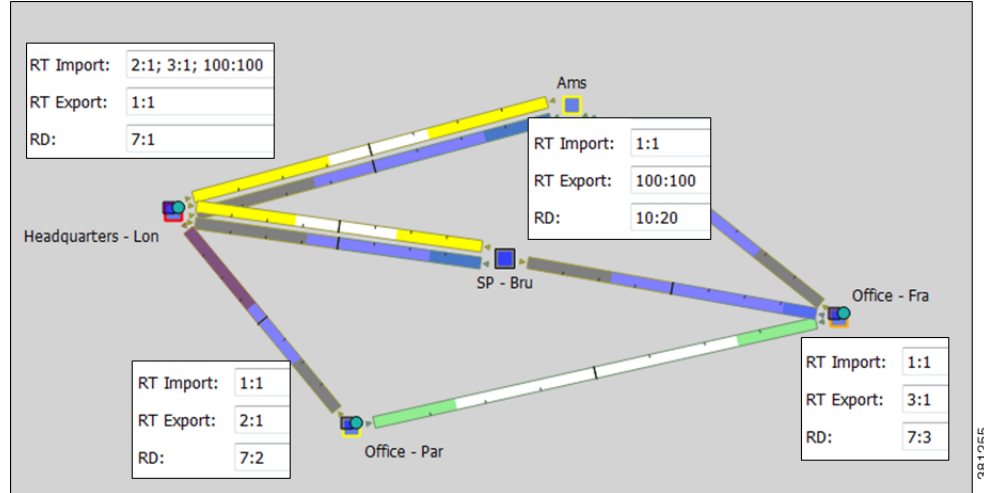 RT Import: 2:1; 3:1; 100:100
RT Export: 1:1
RD: 7:1
Ams
RT Import: 1:1
RT Export: 100:100
RD: 10:20
Headquarters - Lon
SP - Bru
Office - Fra
RT Import: 1:1
RT Export: 3:1
RD: 7:3
RT Import: 1:1
RT Export: 2:1
RD: 7:2
Office - Par
381255